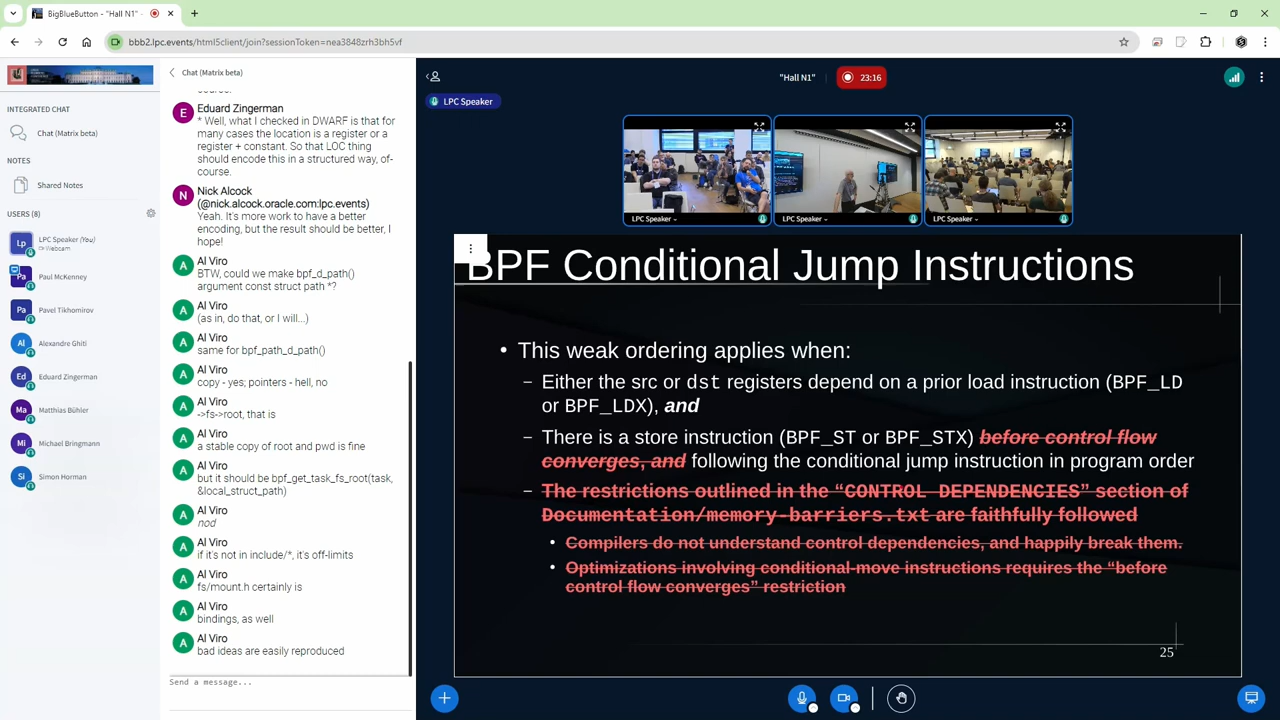 BigBlueButton - "Hall N1" -
bbb2.lpc.events/html5client/join?sessionToken=nea3848zrh3bh5vf
INTEGRATED CHAT
Chat (Matrix beta)
NOTES
Shared Notes
USERS (8)
Lp
LPC Speaker (You)
Webcam
Pa
Paul McKenney
Pa
Pavel Tikhomirov
Al
Alexandre Ghiti
Ed
Eduard Zingerman
Ma
Matthias Bühler
Mi
Michael Bringmann
Si
Simon Horman
Chat (Matrix beta)
course.
E
Eduard Zingerman
* Well, what I checked in DWARF is that for
many cases the location is a register or a
register + constant. So that LOC thing
should encode this in a structured way, of-
course.
N
Nick Alcock
(@nick.alcock.oracle.com:lpc.events)
Yeah. It's more work to have a better
encoding, but the result should be better, I
hope!
A
Al Viro
BTW, could we make bpf_d_path()
argument const struct path *?
A
Al Viro
(as in, do that, or I will...)
A
Al Viro
same for bpf_path_d_path()
A
Al Viro
copy - yes; pointers - hell, no
A
Al Viro
->fs->root, that is
A
Al Viro
a stable copy of root and pwd is fine
A
Al Viro
but it should be bpf_get_task_fs_root(task,
&local_struct_path)
A
Al Viro
nod
A
Al Viro
if it's not in include/*, it's off-limits
A
Al Viro
fs/mount.h certainly is
A
Al Viro
bindings, as well
A
Al Viro
bad ideas are easily reproduced
Send a message...
"Hall N1"
23:16
LPC Speaker
LPC Speaker
LPC Speaker
LPC Speaker
BPF Conditional Jump Instructions
• This weak ordering applies when:
– Either the src or dst registers depend on a prior load instruction (BPF_LD
or BPF_LDX), and
– There is a store instruction (BPF_ST or BPF_STX) before control flow
converges, and following the conditional jump instruction in program order
– The restrictions outlined in the “CONTROL DEPENDENCIES” section of
Documentation/memory-barriers.txt are faithfully followed
• Compilers do not understand control dependencies, and happily break them.
• Optimizations involving conditional-move instructions requires the “before
control flow converges” restriction
25